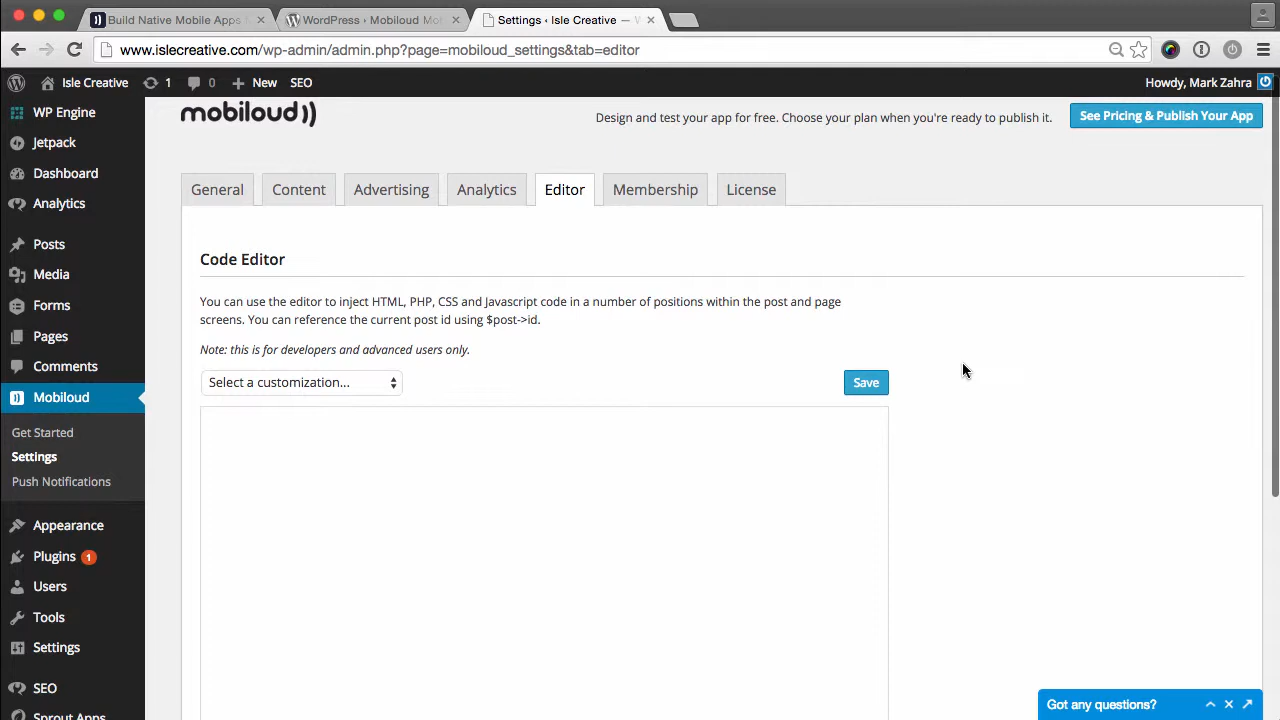 Build Native Mobile Apps f
WordPress › Mobiloud Mo
Settings ‹ Isle Creative —
www.islecreative.com/wp-admin/admin.php?page=mobiloud_settings&tab=editor
Isle Creative
1
0
New
SEO
Howdy, Mark Zahra
WP Engine
Jetpack
Dashboard
Analytics
Posts
Media
Forms
Pages
Comments
Mobiloud
Get Started
Settings
Push Notifications
Appearance
Plugins 1
Users
Tools
Settings
SEO
Sprout Apps
mobiloud
Design and test your app for free. Choose your plan when you're ready to publish it.
See Pricing & Publish Your App
General
Content
Advertising
Analytics
Editor
Membership
License
Code Editor
You can use the editor to inject HTML, PHP, CSS and Javascript code in a number of positions within the post and page
screens. You can reference the current post id using $post->id.
Note: this is for developers and advanced users only.
Select a customization...
Save
Got any questions?